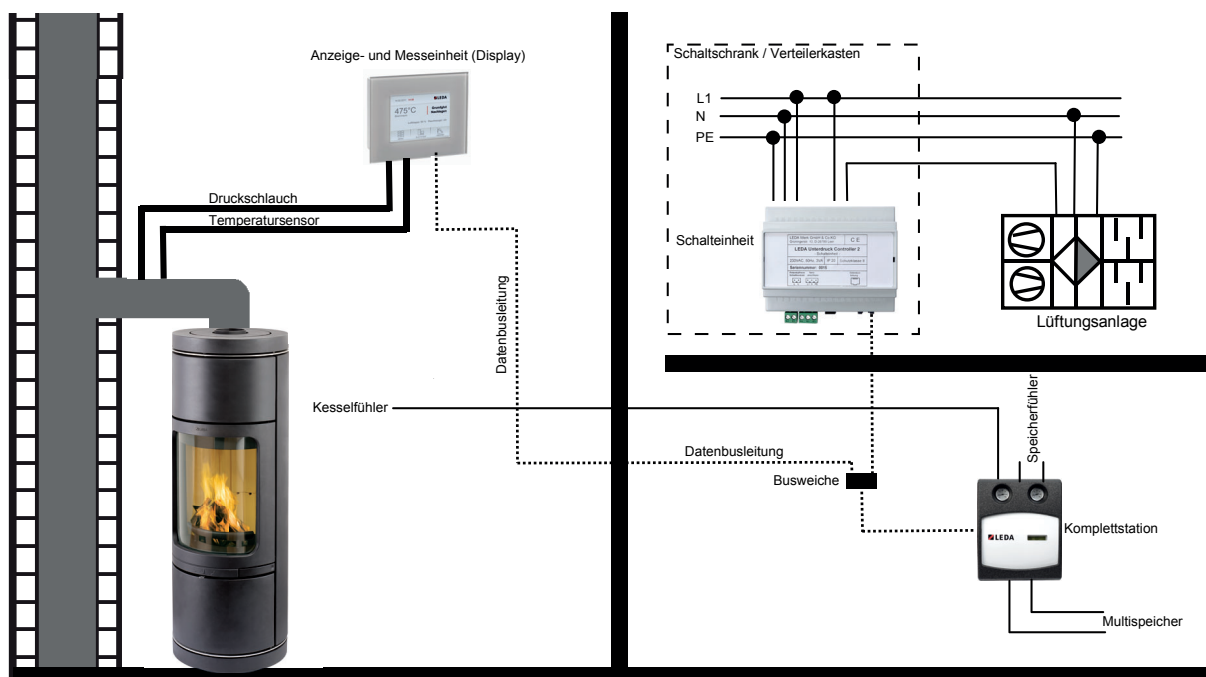 Anzeige- und Messeinheit (Display)
LEDA
475°C
Druckschlauch
Temperatursensor
Datenbusleitung
Kesselfühler
Schaltschrank / Verteilerkasten
L1
N
PE
Schalteinheit
CE
LEDA Unterdruck Controller 2
Lüftungsanlage
Datenbusleitung
Busweiche
Speicherfühler
LEDA
Komplettstation
Multispeicher